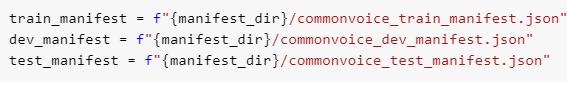 train_manifest = f"{manifest_dir}/commonvoice_train_manifest.json"
dev_manifest = f"{manifest_dir}/commonvoice_dev_manifest.json"
test_manifest = f"{manifest_dir}/commonvoice_test_manifest.json"